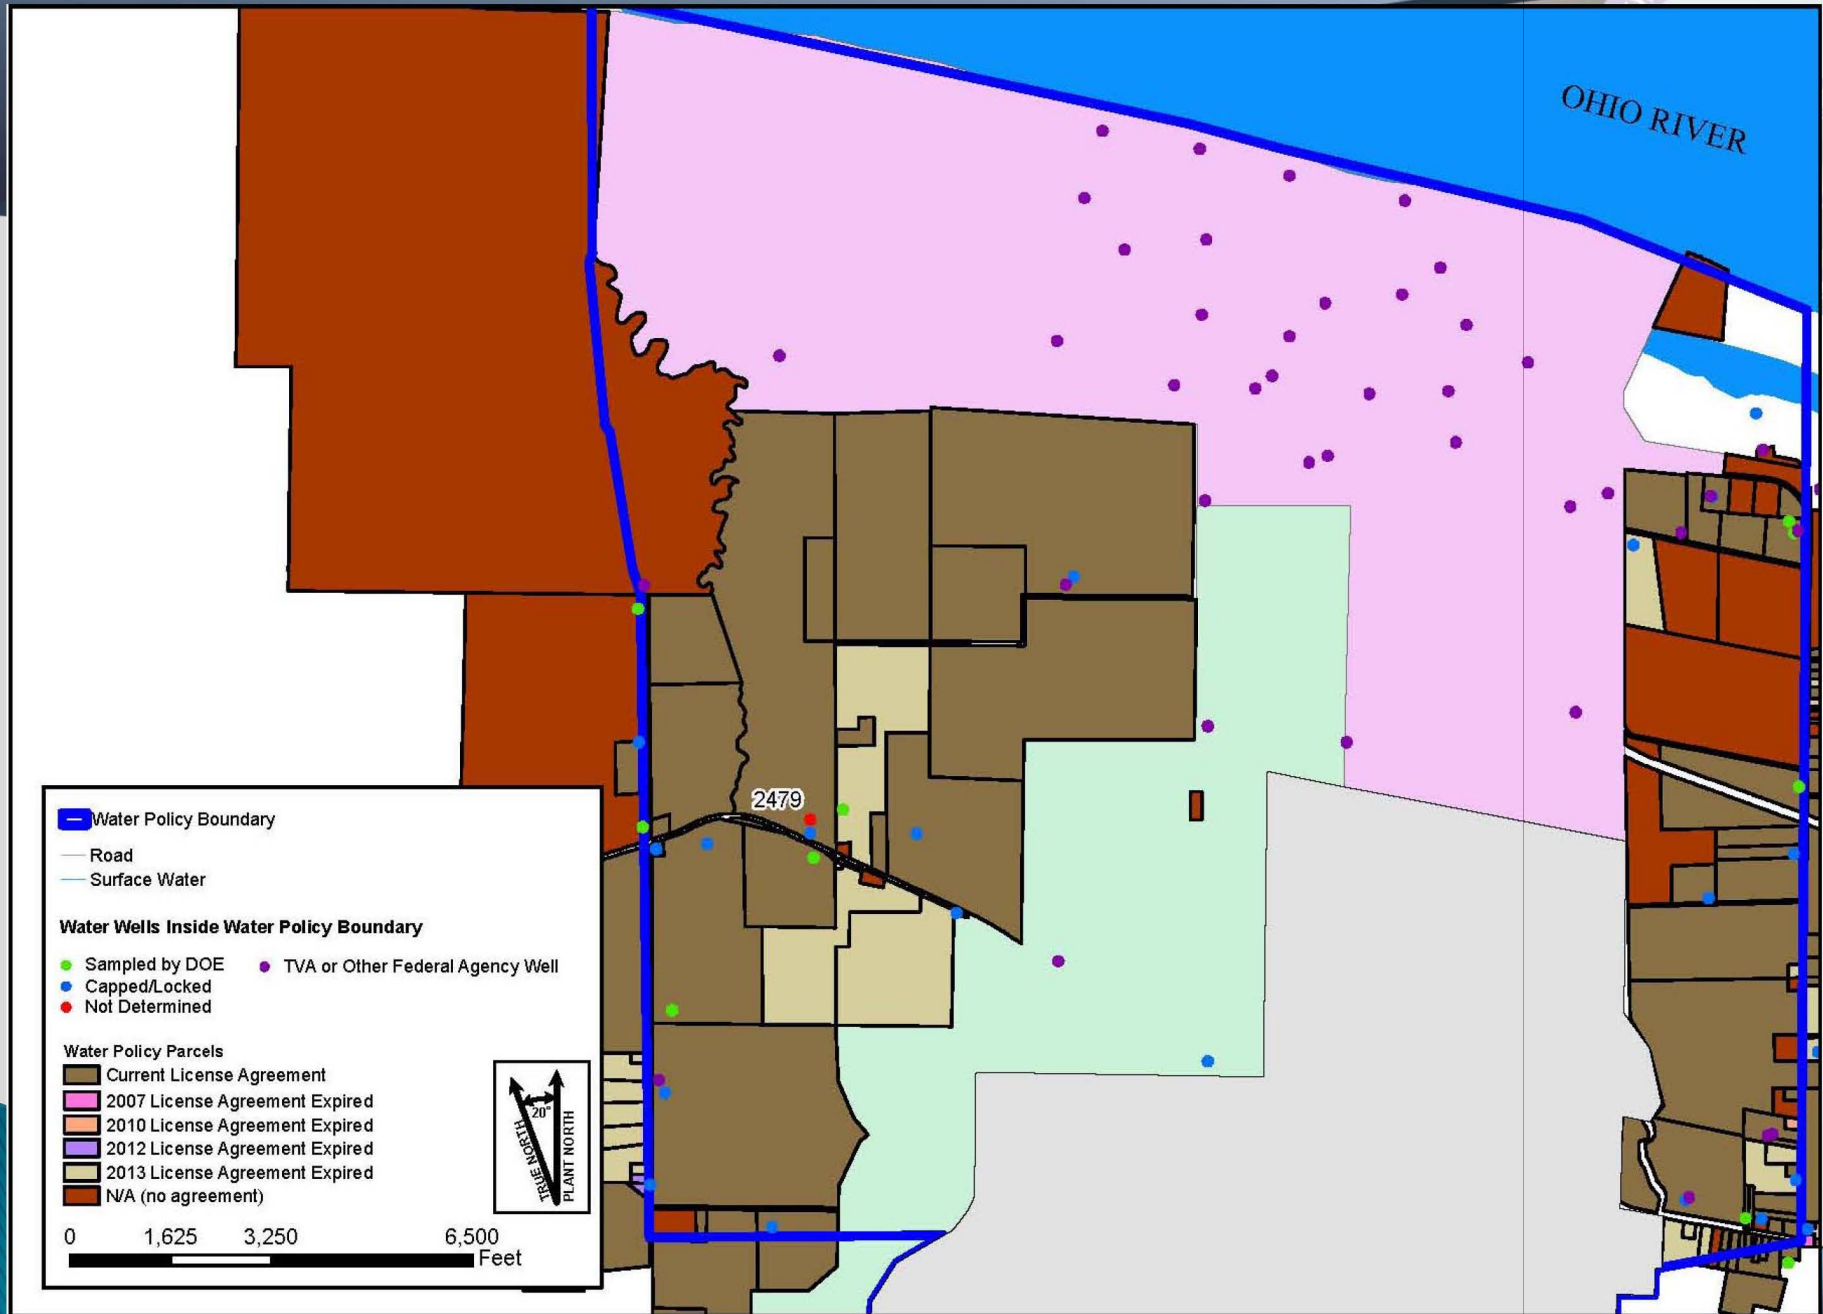 OHIO RIVER
2479
Water Policy Boundary
Road
Surface Water
Water Wells Inside Water Policy Boundary
Sampled by DOE
TVA or Other Federal Agency Well
Capped/Locked
Not Determined
Water Policy Parcels
Current License Agreement
2007 License Agreement Expired
2010 License Agreement Expired
2012 License Agreement Expired
2013 License Agreement Expired
N/A (no agreement)
20°
TRUE NORTH
PLANT NORTH
0 1,625 3,250 6,500
Feet